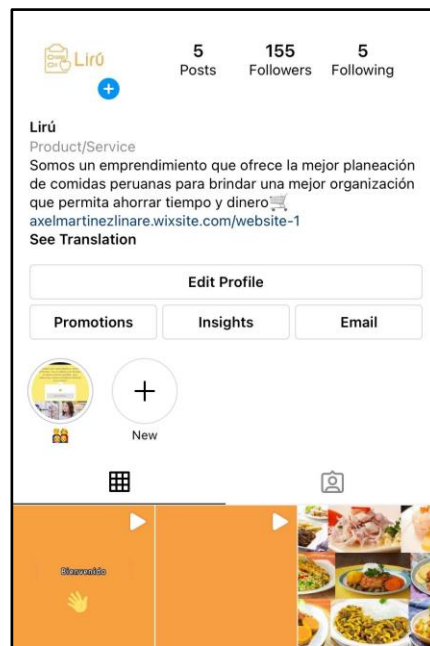 Lirú
5 155 5
Posts Followers Following
Lirú
Product/Service
Somos un emprendimiento que ofrece la mejor planeación
de comidas peruanas para brindar una mejor organización
que permita ahorrar tiempo y dinero🛒
axelmartinezlinare.wixsite.com/website-1
See Translation
Edit Profile
Promotions Insights Email
New
Bienvenido